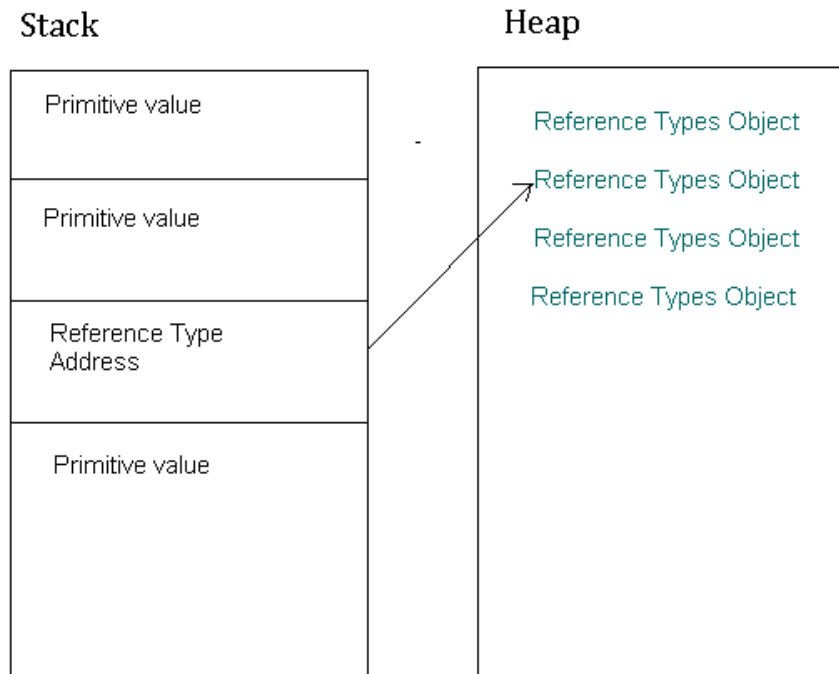 Stack
Primitive value
Primitive value
Reference Type
Address
Primitive value
Heap
Reference Types Object
Reference Types Object
Reference Types Object
Reference Types Object